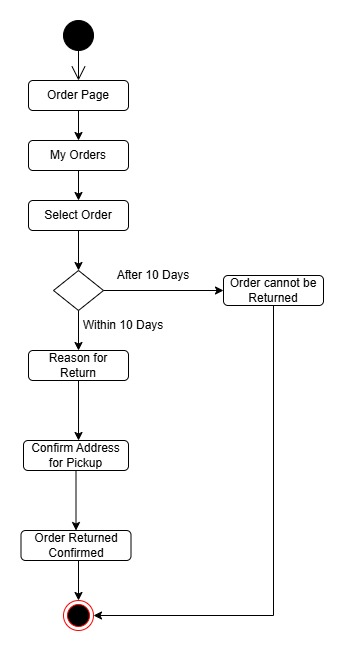 Order Page
My Orders
Select Order
After 10 Days
Order cannot be
Returned
Within 10 Days
Reason for
Return
Confirm Address
for Pickup
Order Returned
Confirmed